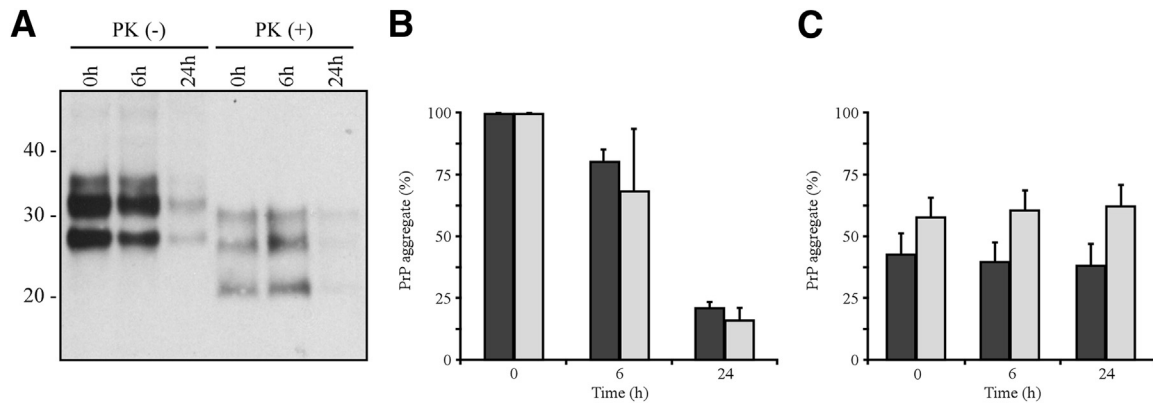 A
PK (-) PK (+)
0h 6h 24h 0h 6h 24h
40 -
30 -
20 -
B
PrP aggregate (%)
100
75
50
25
0
0 6 24
Time (h)
C
PrP aggregate (%)
100
75
50
25
0
0 6 24
Time (h)